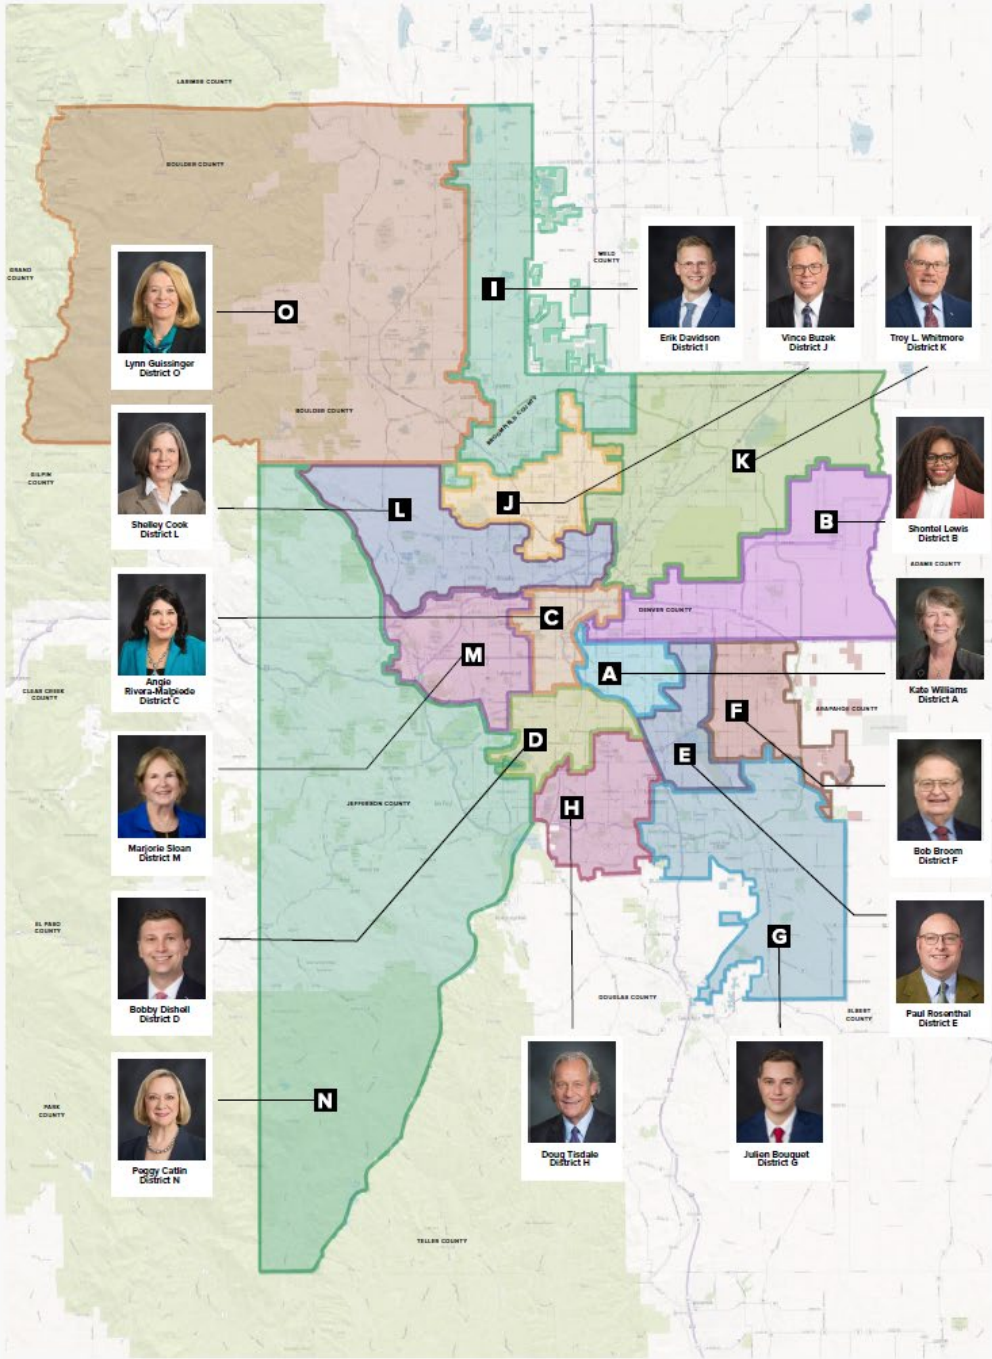 LARIMER COUNTY
BOULDER COUNTY
GRAND
COUNTY
WELD
COUNTY
I
O
Lynn Guissinger
District O
Erik Davidson
District I
Vince Buzek
District J
Troy L. Whitmore
District K
BOULDER COUNTY
BROOMFIELD COUNTY
GILPIN
COUNTY
K
L
J
B
Shelley Cook
District L
Shontel Lewis
District B
ADAMS COUNTY
DENVER COUNTY
C
M
A
Angie
Rivera-Malpiede
District C
CLEAR CREEK
COUNTY
Kate Williams
District A
ARAPAHOE COUNTY
F
D
E
JEFFERSON COUNTY
H
Marjorie Sloan
District M
Bob Broom
District F
EL PASO
COUNTY
G
Bobby Dishell
District D
DOUGLAS COUNTY
ELBERT
COUNTY
Paul Rosenthal
District E
N
PARK
COUNTY
Peggy Catlin
District N
Doug Tisdale
District H
Julien Bouquet
District G
TELLER COUNTY